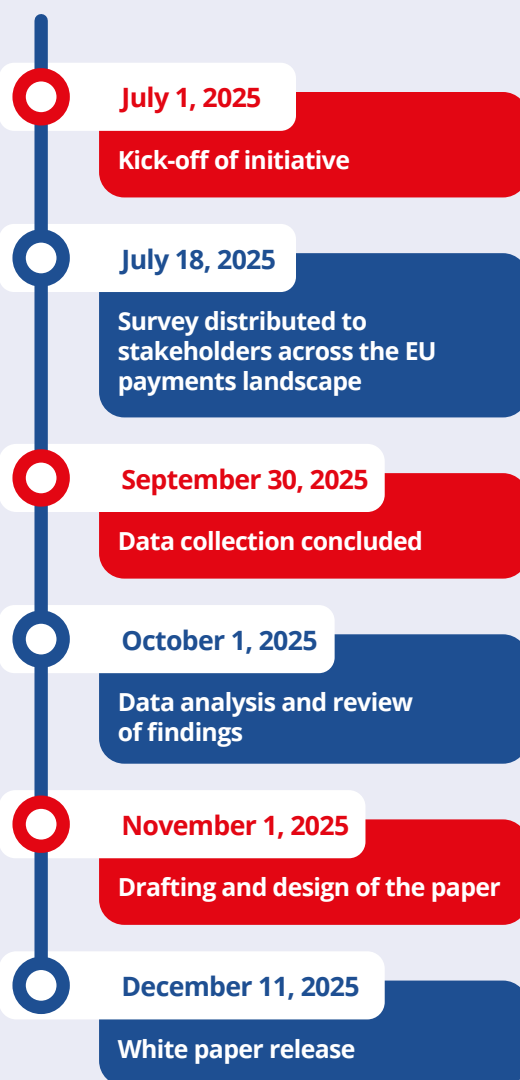 July 1, 2025
Kick-off of initiative
July 18, 2025
Survey distributed to
stakeholders across the EU
payments landscape
September 30, 2025
Data collection concluded
October 1, 2025
Data analysis and review
of findings
November 1, 2025
Drafting and design of the paper
December 11, 2025
White paper release